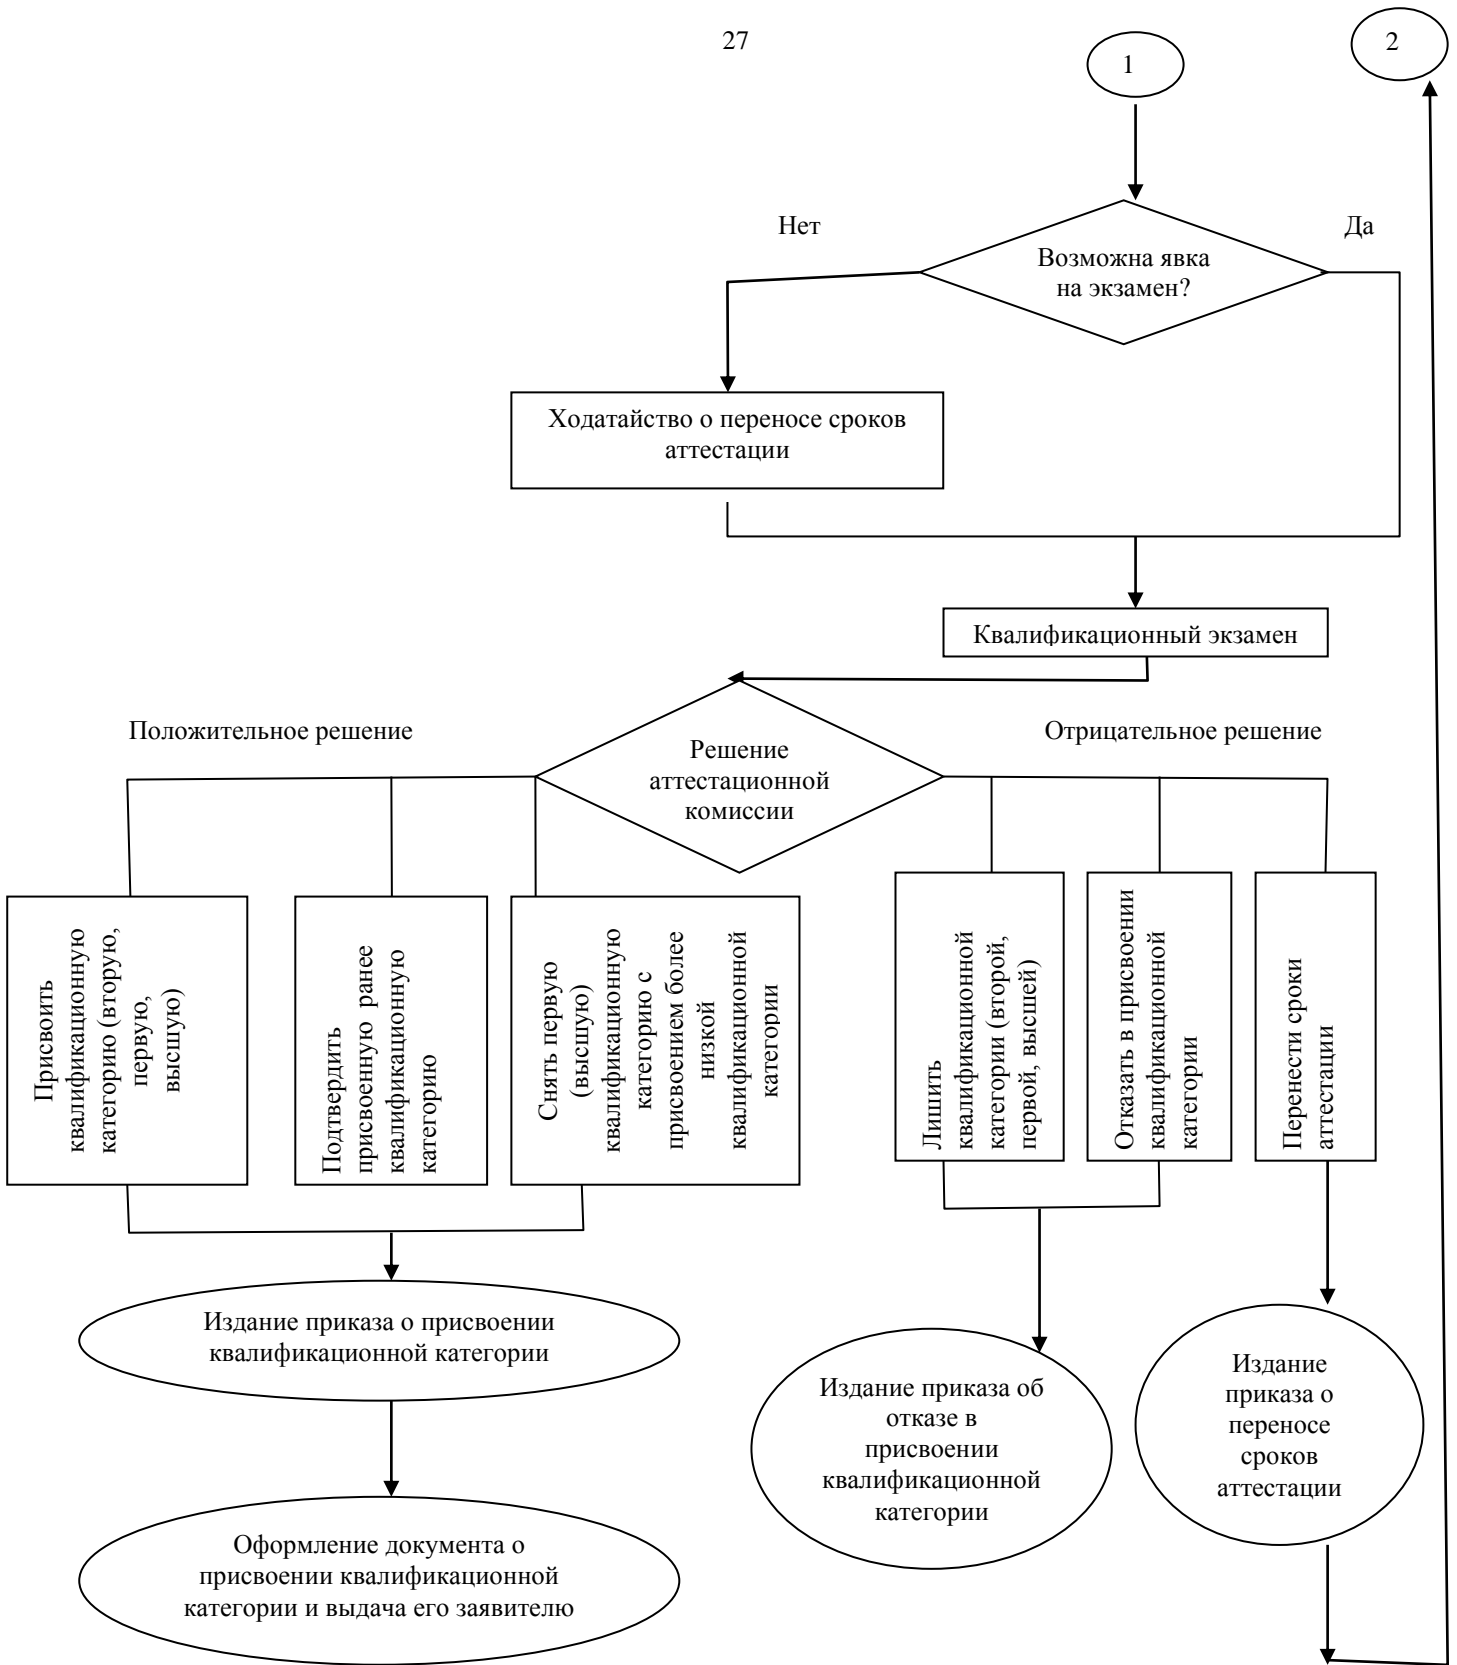 27
1
2
Нет
Да
Возможна явка
на экзамен?
Ходатайство о переносе сроков
аттестации
Квалификационный экзамен
Положительное решение
Отрицательное решение
Решение
аттестационной
комиссии
Присвоить
квалификационную
категорию (вторую,
первую,
высшую)
Подтвердить
присвоенную ранее
квалификационную
категорию
Снять первую
(высшую)
квалификационную
категорию с
присвоением более
низкой
квалификационной
категории
Лишить
квалификационной
категории (второй,
первой, высшей)
Отказать в присвоении
квалификационной
категории
Перенести сроки
аттестации
Издание приказа о присвоении
квалификационной категории
Издание приказа об
отказе в
присвоении
квалификационной
категории
Издание
приказа о
переносе
сроков
аттестации
Оформление документа о
присвоении квалификационной
категории и выдача его заявителю